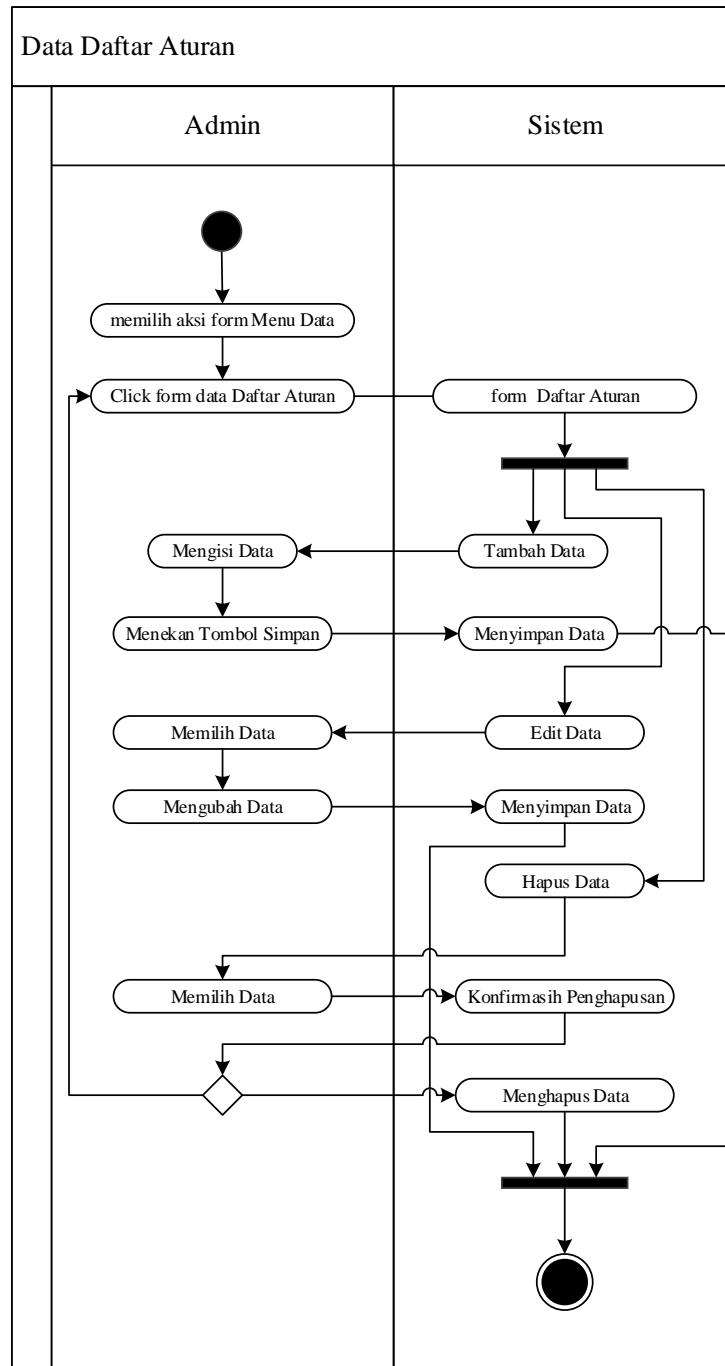 Data Daftar Aturan
Admin
Sistem
memilih aksi form Menu Data
Click form data Daftar Aturan
form Daftar Aturan
Mengisi Data
Tambah Data
Menekan Tombol Simpan
Menyimpan Data
Memilih Data
Edit Data
Mengubah Data
Menyimpan Data
Hapus Data
Memilih Data
Konfirmasih Penghapusan
Menghapus Data